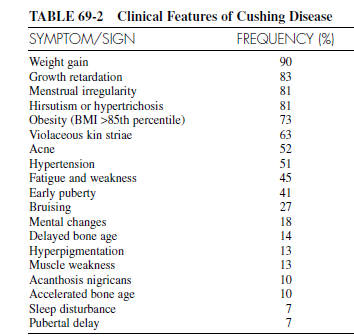 TABLE 69-2 Clinical Features of Cushing Disease
SYMPTOM/SIGN FREQUENCY (%)
Weight gain 90
Growth retardation 83
Menstrual irregularity 81
Hirsutism or hypertrichosis 81
Obesity (BMI >85th percentile) 73
Violaceous kin striae 63
Acne 52
Hypertension 51
Fatigue and weakness 45
Early puberty 41
Bruising 27
Mental changes 18
Delayed bone age 14
Hyperpigmentation 13
Muscle weakness 13
Acanthosis nigricans 10
Accelerated bone age 10
Sleep disturbance 7
Pubertal delay 7